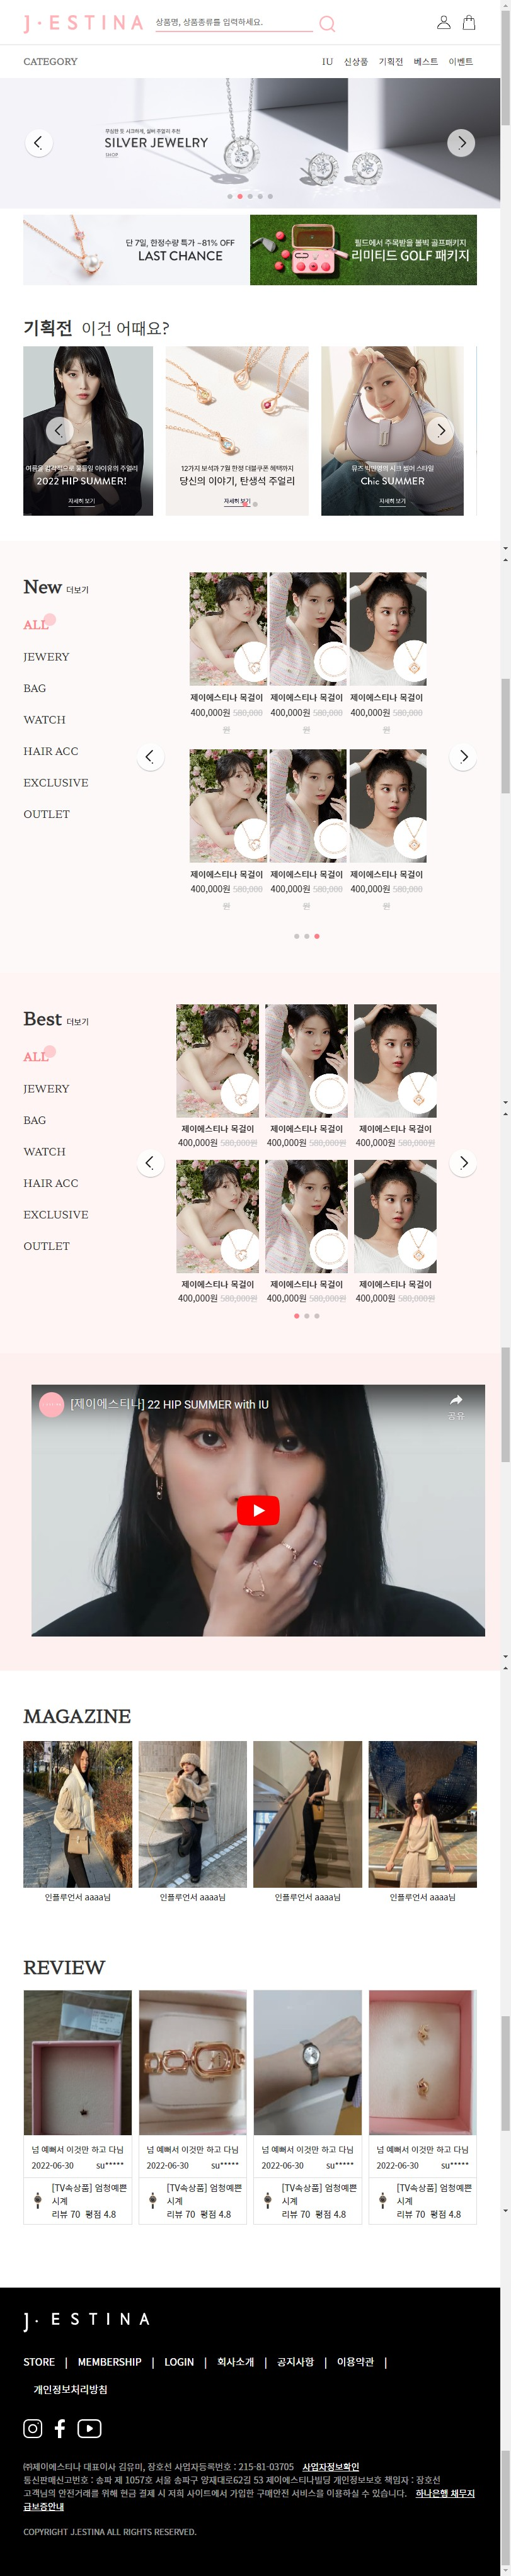 J·ESTINA
상품명, 상품종류를 입력하세요.
CATEGORY
IU 신상품 기획전 베스트 이벤트
SILVER JEWELRY
SHOP
단 7일, 한정수량 특가 ~81% OFF
LAST CHANCE
필드에서 주목받을 볼빅 골프패키지
리미티드 GOLF 패키지
기획전 이건 어때요?
여름을 감각적으로 물들일 아이유의 주얼리
2022 HIP SUMMER!
자세히 보기
12가지 보석과 7월 한정 더블쿠폰 혜택까지
당신의 이야기, 탄생석 주얼리
자세히 보기
뮤즈 박민영의 시크 썸머 스타일
Chic SUMMER
자세히 보기
New 더보기
ALL
JEWERY
BAG
WATCH
HAIR ACC
EXCLUSIVE
OUTLET
제이에스티나 목걸이 제이에스티나 목걸이 제이에스티나 목걸이
400,000원 580,000원 400,000원 580,000원 400,000원 580,000원
제이에스티나 목걸이 제이에스티나 목걸이 제이에스티나 목걸이
400,000원 580,000원 400,000원 580,000원 400,000원 580,000원
Best 더보기
ALL
JEWERY
BAG
WATCH
HAIR ACC
EXCLUSIVE
OUTLET
제이에스티나 목걸이 제이에스티나 목걸이 제이에스티나 목걸이
400,000원 580,000원 400,000원 580,000원 400,000원 580,000원
제이에스티나 목걸이 제이에스티나 목걸이 제이에스티나 목걸이
400,000원 580,000원 400,000원 580,000원 400,000원 580,000원
[제이에스티나] 22 HIP SUMMER with IU
공유
MAGAZINE
인플루언서 aaaa님 인플루언서 aaaa님 인플루언서 aaaa님 인플루언서 aaaa님
REVIEW
넘 예뻐서 이것만 하고 다님 넘 예뻐서 이것만 하고 다님 넘 예뻐서 이것만 하고 다님 넘 예뻐서 이것만 하고 다님
2022-06-30 su***** 2022-06-30 su***** 2022-06-30 su***** 2022-06-30 su*****
[TV속상품] 엄청예쁜 [TV속상품] 엄청예쁜 [TV속상품] 엄청예쁜 [TV속상품] 엄청예쁜
시계 시계 시계 시계
리뷰 70 평점 4.8 리뷰 70 평점 4.8 리뷰 70 평점 4.8 리뷰 70 평점 4.8
J·ESTINA
STORE | MEMBERSHIP | LOGIN | 회사소개 | 공지사항 | 이용약관 |
개인정보처리방침
㈜제이에스티나 대표이사 김유미, 장호선 사업자등록번호 : 215-81-03705 사업자정보확인
통신판매신고번호 : 송파 제 1057호 서울 송파구 양재대로62길 53 제이에스티나빌딩 개인정보보호 책임자 : 장호선
고객님의 안전거래를 위해 현금 결제 시 저희 사이트에서 가입한 구매안전 서비스를 이용하실 수 있습니다. 하나은행 채무지
급보증안내
COPYRIGHT J.ESTINA ALL RIGHTS RESERVED.